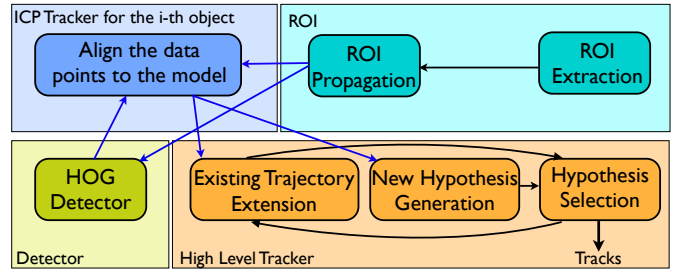 ICP Tracker for the i-th object
ROI
Align the data
points to the model
ROI
Propagation
ROI
Extraction
HOG
Detector
Existing Trajectory
Extension
New Hypothesis
Generation
Hypothesis
Selection
Detector
High Level Tracker
Tracks